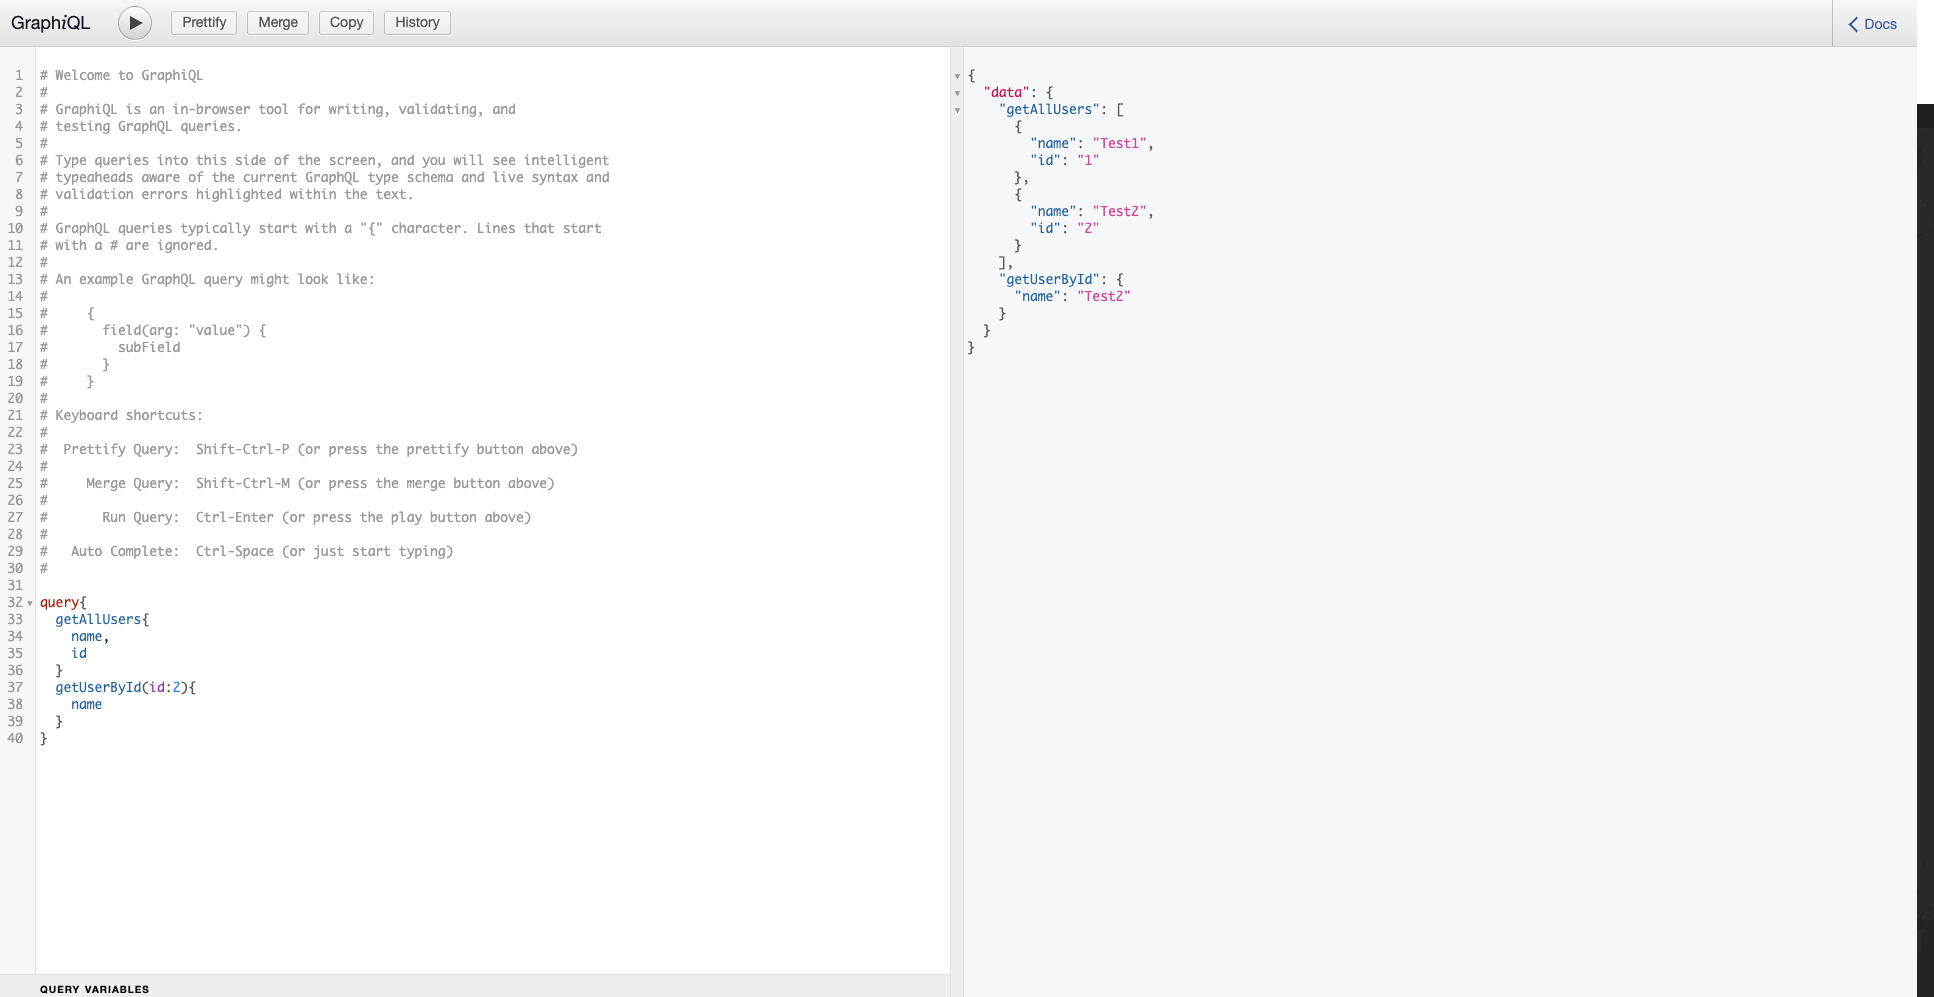 GraphiQL Prettify Merge Copy History Docs
1 # Welcome to GraphiQL
2 #
3 # GraphiQL is an in-browser tool for writing, validating, and
4 # testing GraphQL queries.
5 #
6 # Type queries into this side of the screen, and you will see intelligent
7 # typeaheads aware of the current GraphQL type schema and live syntax and
8 # validation errors highlighted within the text.
9 #
10 # GraphQL queries typically start with a "{" character. Lines that start
11 # with a # are ignored.
12 #
13 # An example GraphQL query might look like:
14 #
15 #     {
16 #       field(arg: "value") {
17 #         subField
18 #       }
19 #     }
20 #
21 # Keyboard shortcuts:
22 #
23 #  Prettify Query:  Shift-Ctrl-P (or press the prettify button above)
24 #
25 #     Merge Query:  Shift-Ctrl-M (or press the merge button above)
26 #
27 #       Run Query:  Ctrl-Enter (or press the play button above)
28 #
29 #   Auto Complete:  Ctrl-Space (or just start typing)
30 #
31
32 query{
33   getAllUsers{
34     name,
35     id
36   }
37   getUserById(id:2){
38     name
39   }
40 }
QUERY VARIABLES
{
  "data": {
    "getAllUsers": [
      {
        "name": "Test1",
        "id": "1"
      },
      {
        "name": "Test2",
        "id": "2"
      }
    ],
    "getUserById": {
      "name": "Test2"
    }
  }
}